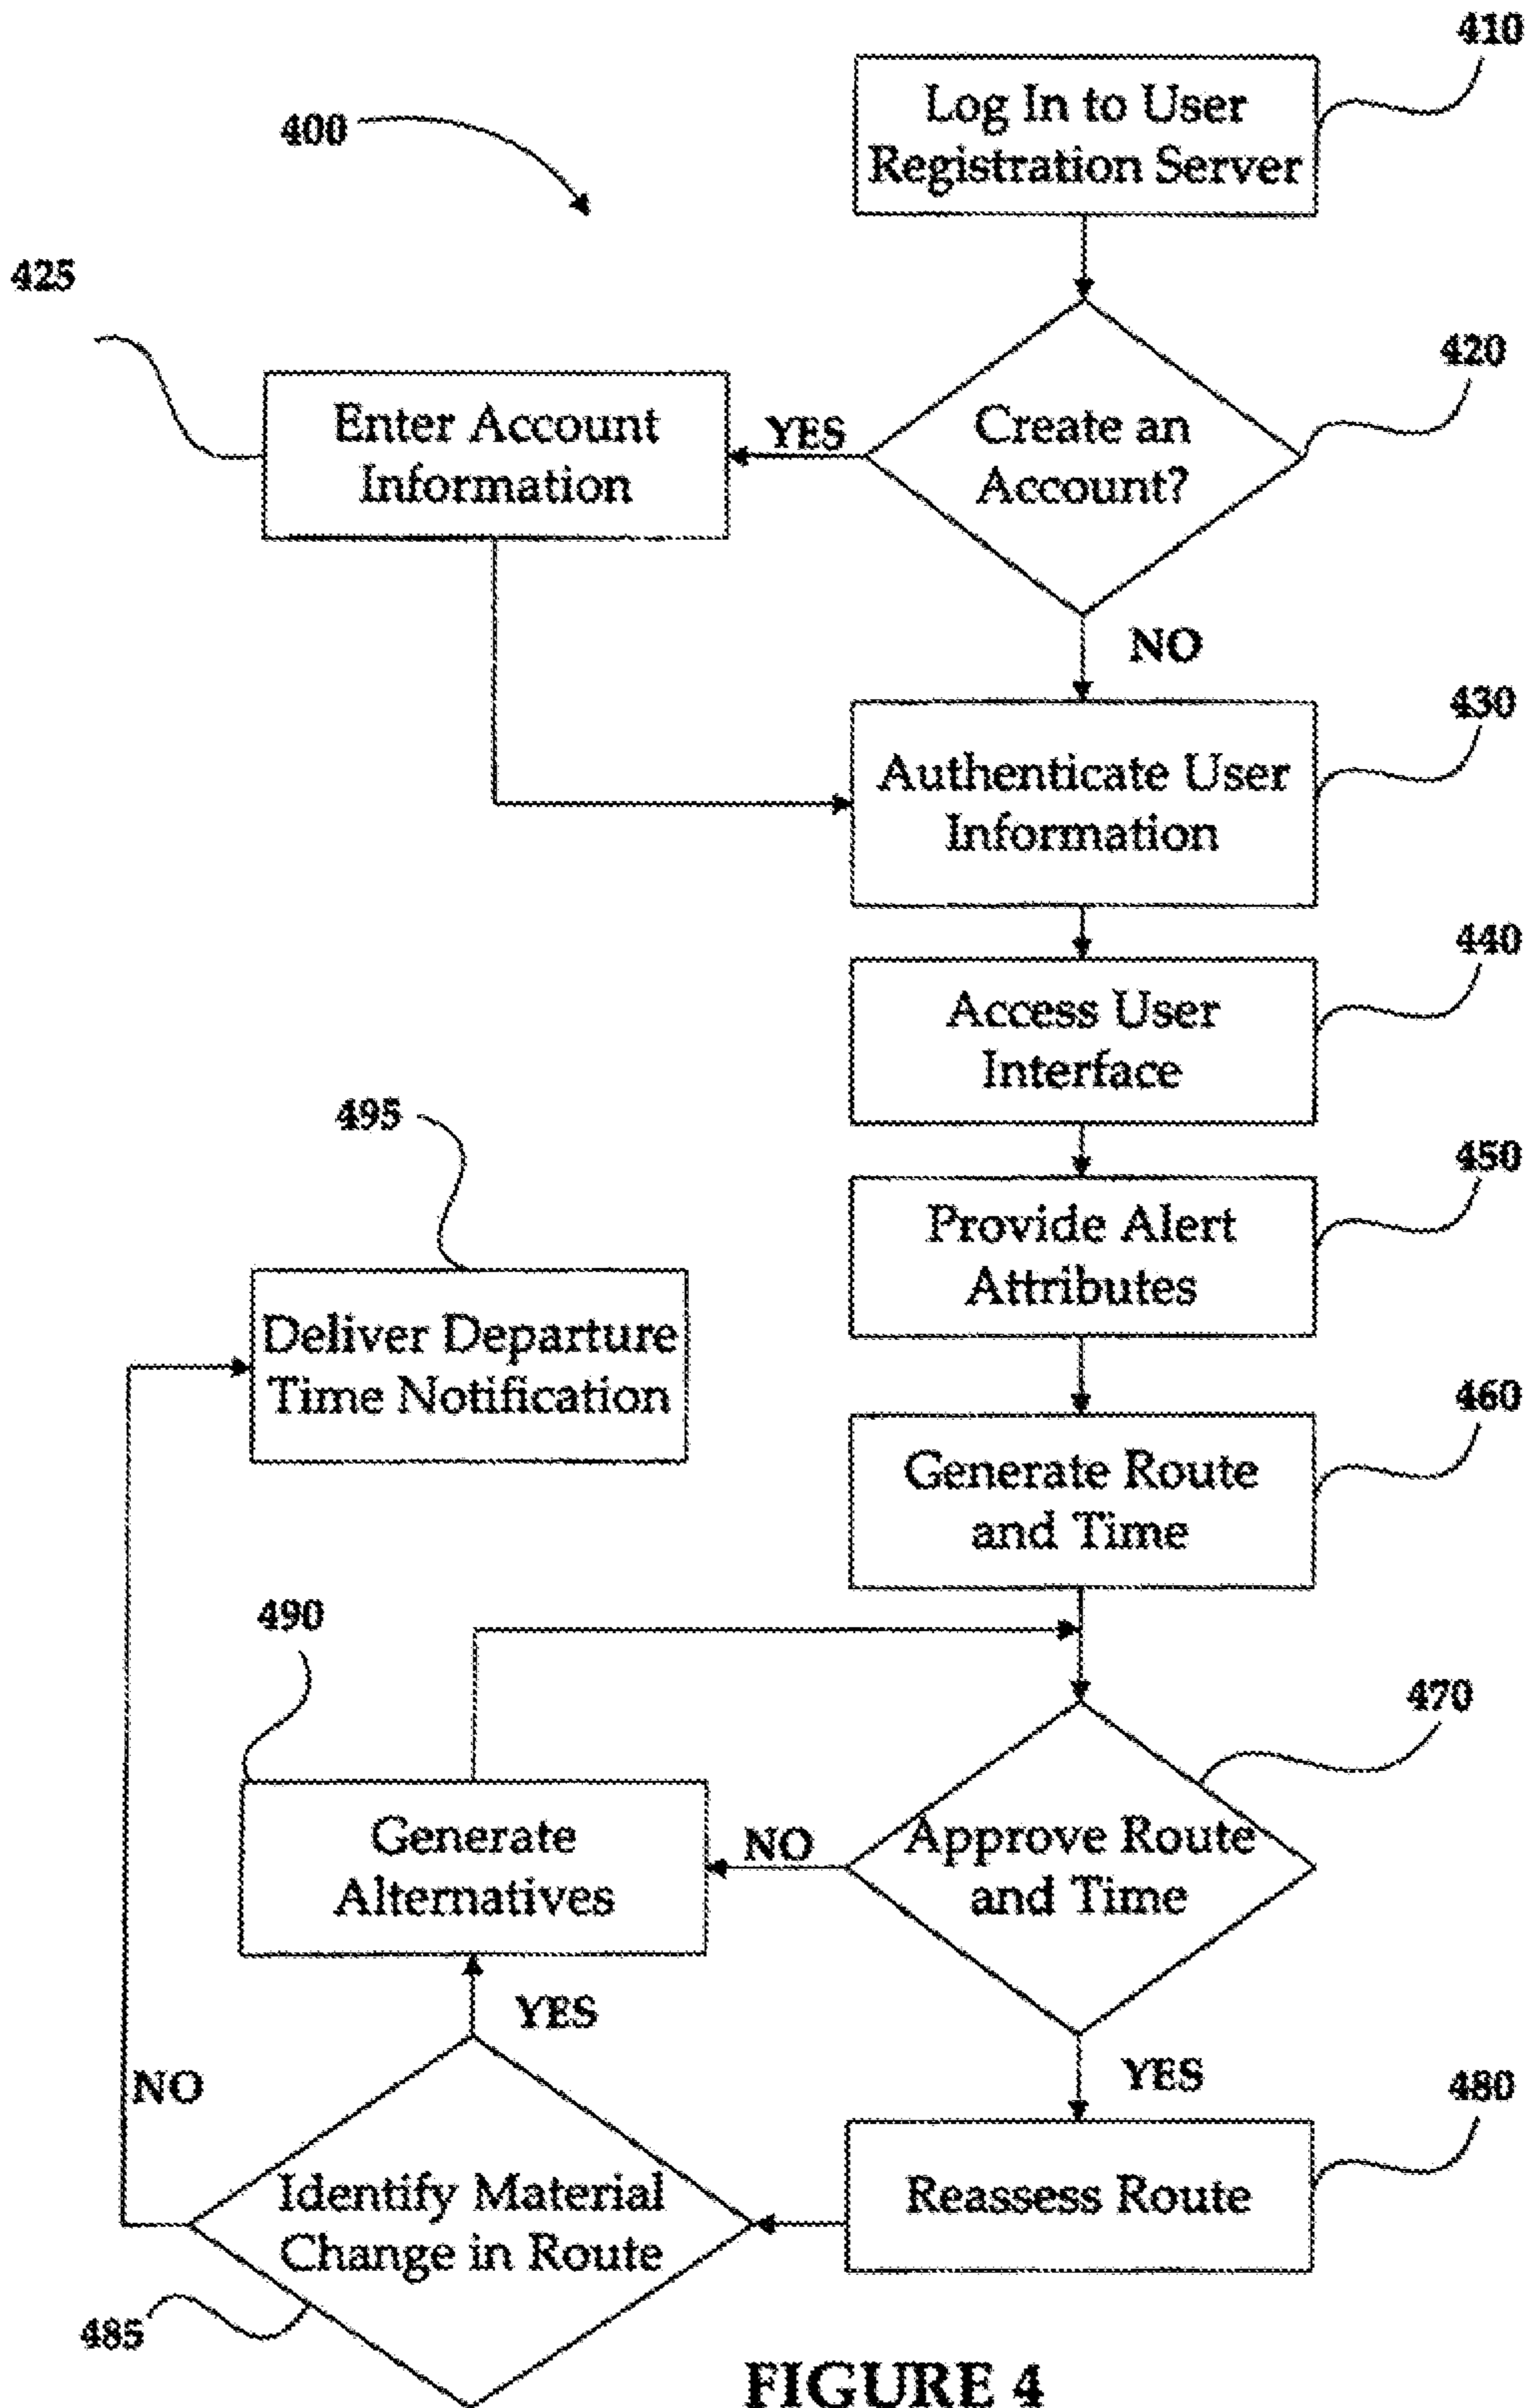 410
Log In to User
Registration Server
400
425
420
Create an
Account?
YES
Enter Account
Information
NO
430
Authenticate User
Information
440
Access User
Interface
495
450
Provide Alert
Attributes
Deliver Departure
Time Notification
460
Generate Route
and Time
490
470
Approve Route
and Time
NO
Generate
Alternatives
YES
YES
NO
480
Reassess Route
Identify Material
Change in Route
485
FIGURE 4